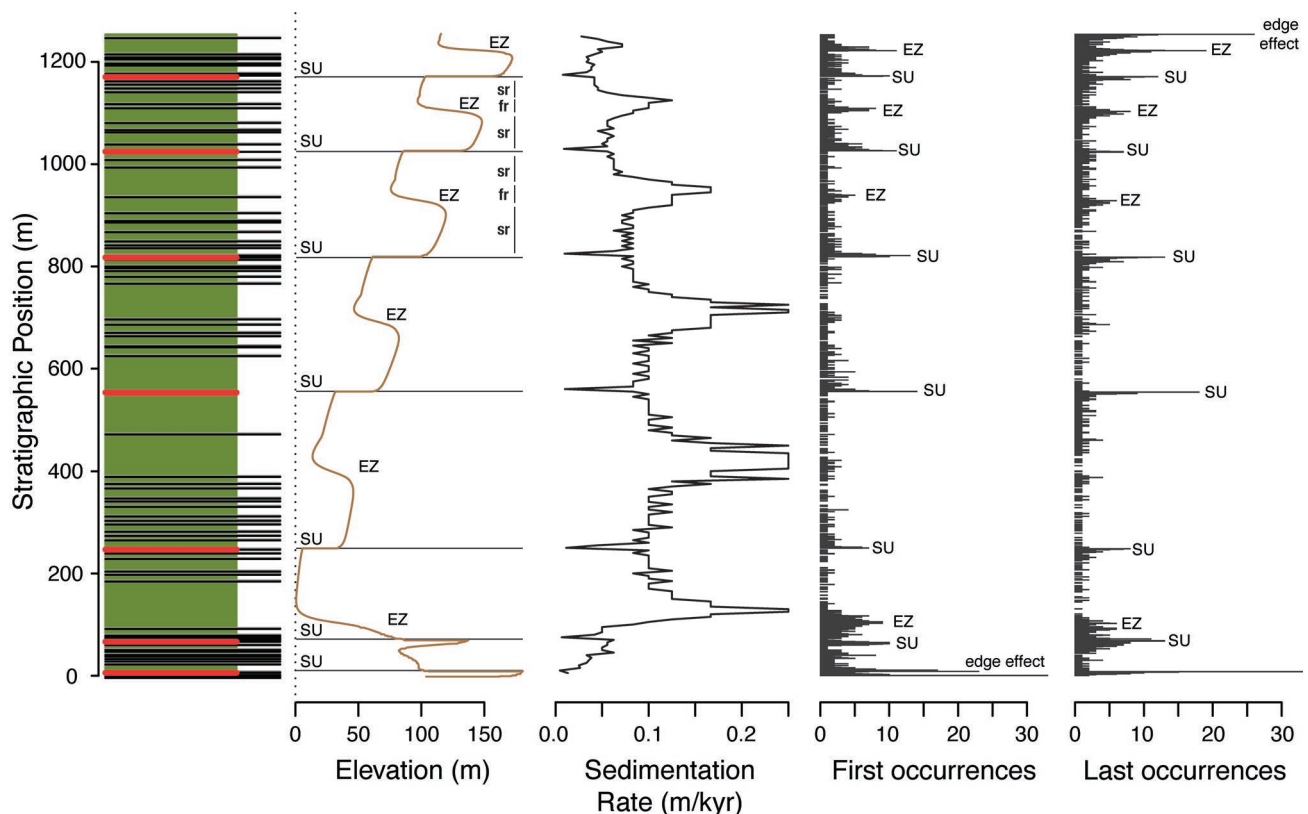 Stratigraphic Position (m)
1200
1000
800
600
400
200
0
EZ
SU
sr
EZ
fr
sr
SU
sr
fr
EZ
sr
SU
EZ
SU
EZ
SU
EZ
SU
SU
0 50 100 150
Elevation (m)
0.0 0.1 0.2
Sedimentation
Rate (m/kyr)
EZ
SU
EZ
SU
EZ
SU
SU
SU
EZ
SU
edge effect
0 10 20 30
First occurrences
edge
effect
EZ
SU
EZ
SU
EZ
SU
SU
SU
EZ
SU
0 10 20 30
Last occurrences